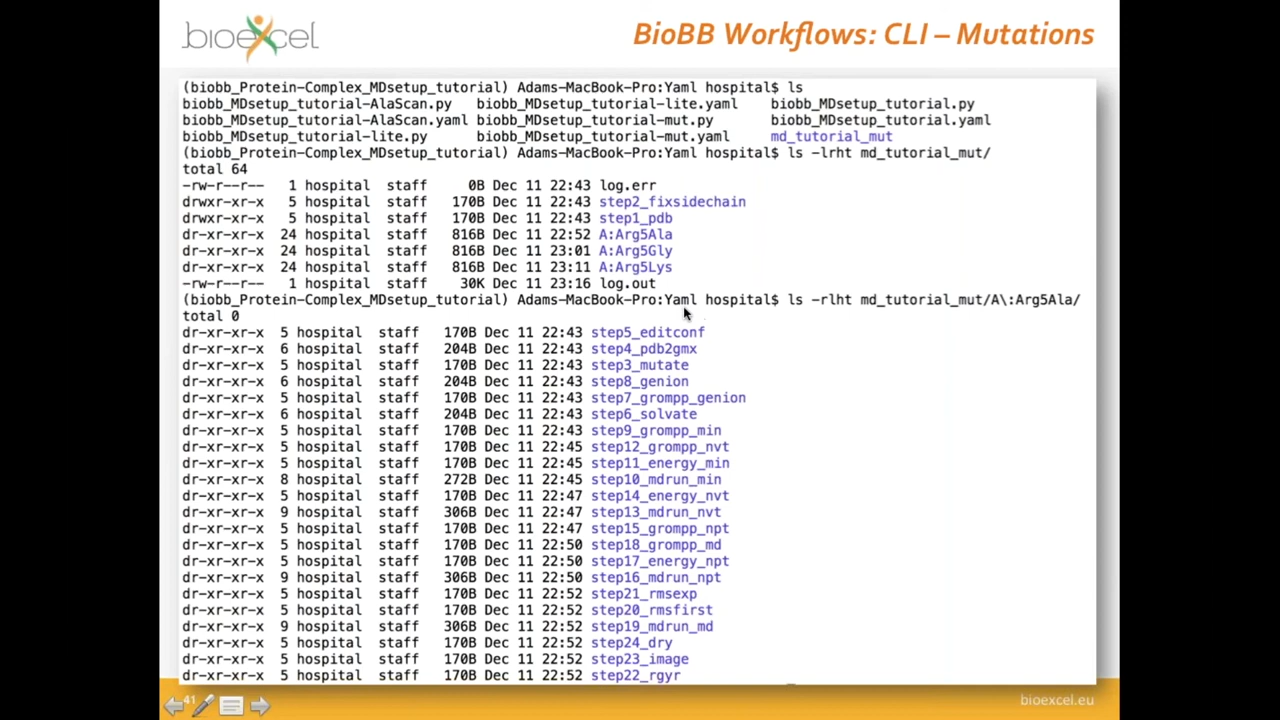 bioexcel
BioBB Workflows: CLI – Mutations
(biobb_Protein-Complex_MDsetup_tutorial) Adams-MacBook-Pro:Yaml hospital$ ls
biobb_MDsetup_tutorial-AlaScan.py biobb_MDsetup_tutorial-lite.yaml biobb_MDsetup_tutorial.py
biobb_MDsetup_tutorial-AlaScan.yaml biobb_MDsetup_tutorial-mut.py biobb_MDsetup_tutorial.yaml
biobb_MDsetup_tutorial-lite.py biobb_MDsetup_tutorial-mut.yaml md_tutorial_mut
(biobb_Protein-Complex_MDsetup_tutorial) Adams-MacBook-Pro:Yaml hospital$ ls -lrht md_tutorial_mut/
total 64
-rw-r--r-- 1 hospital staff 0B Dec 11 22:43 log.err
drwxr-xr-x 5 hospital staff 170B Dec 11 22:43 step2_fixsidechain
drwxr-xr-x 5 hospital staff 170B Dec 11 22:43 step1_pdb
dr-xr-xr-x 24 hospital staff 816B Dec 11 22:52 A:Arg5Ala
dr-xr-xr-x 24 hospital staff 816B Dec 11 23:01 A:Arg5Gly
dr-xr-xr-x 24 hospital staff 816B Dec 11 23:11 A:Arg5Lys
-rw-r--r-- 1 hospital staff 30K Dec 11 23:16 log.out
(biobb_Protein-Complex_MDsetup_tutorial) Adams-MacBook-Pro:Yaml hospital$ ls -rlht md_tutorial_mut/A\:Arg5Ala/
total 0
dr-xr-xr-x 5 hospital staff 170B Dec 11 22:43 step5_editconf
dr-xr-xr-x 6 hospital staff 204B Dec 11 22:43 step4_pdb2gmx
dr-xr-xr-x 5 hospital staff 170B Dec 11 22:43 step3_mutate
dr-xr-xr-x 6 hospital staff 204B Dec 11 22:43 step8_genion
dr-xr-xr-x 5 hospital staff 170B Dec 11 22:43 step7_grompp_genion
dr-xr-xr-x 6 hospital staff 204B Dec 11 22:43 step6_solvate
dr-xr-xr-x 5 hospital staff 170B Dec 11 22:43 step9_grompp_min
dr-xr-xr-x 5 hospital staff 170B Dec 11 22:45 step12_grompp_nvt
dr-xr-xr-x 5 hospital staff 170B Dec 11 22:45 step11_energy_min
dr-xr-xr-x 8 hospital staff 272B Dec 11 22:45 step10_mdrun_min
dr-xr-xr-x 5 hospital staff 170B Dec 11 22:47 step14_energy_nvt
dr-xr-xr-x 9 hospital staff 306B Dec 11 22:47 step13_mdrun_nvt
dr-xr-xr-x 5 hospital staff 170B Dec 11 22:47 step15_grompp_npt
dr-xr-xr-x 5 hospital staff 170B Dec 11 22:50 step18_grompp_md
dr-xr-xr-x 5 hospital staff 170B Dec 11 22:50 step17_energy_npt
dr-xr-xr-x 9 hospital staff 306B Dec 11 22:50 step16_mdrun_npt
dr-xr-xr-x 5 hospital staff 170B Dec 11 22:52 step21_rmsexp
dr-xr-xr-x 5 hospital staff 170B Dec 11 22:52 step20_rmsfirst
dr-xr-xr-x 9 hospital staff 306B Dec 11 22:52 step19_mdrun_md
dr-xr-xr-x 5 hospital staff 170B Dec 11 22:52 step24_dry
dr-xr-xr-x 5 hospital staff 170B Dec 11 22:52 step23_image
dr-xr-xr-x 5 hospital staff 170B Dec 11 22:52 step22_rgyr
41
bioexcel.eu